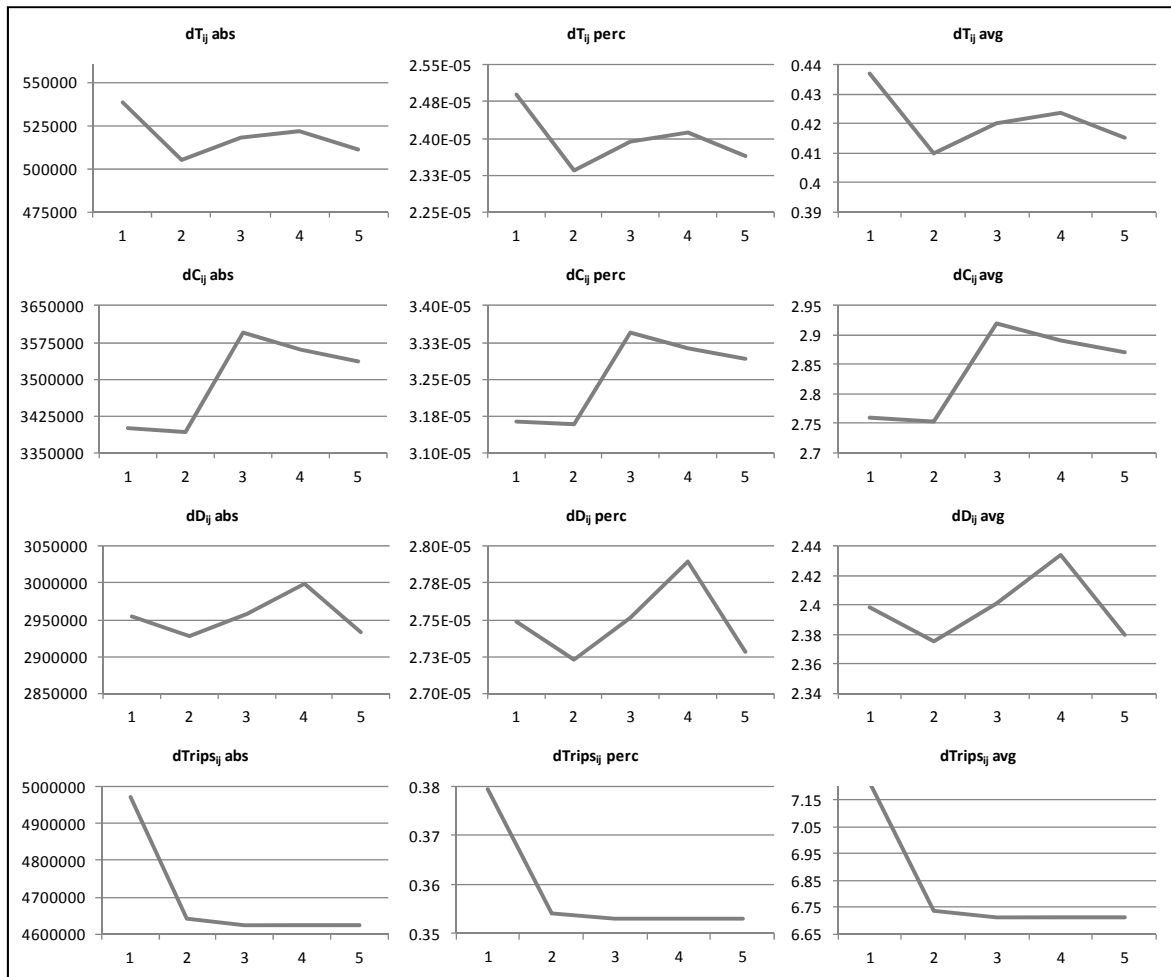 dTij abs
550000
525000
500000
475000
1 2 3 4 5
dTij perc
2.55E-05
2.48E-05
2.40E-05
2.33E-05
2.25E-05
1 2 3 4 5
dTij avg
0.44
0.43
0.42
0.41
0.4
0.39
1 2 3 4 5
dCij abs
3650000
3575000
3500000
3425000
3350000
1 2 3 4 5
dCij perc
3.40E-05
3.33E-05
3.25E-05
3.18E-05
3.10E-05
1 2 3 4 5
dCij avg
2.95
2.9
2.85
2.8
2.75
2.7
1 2 3 4 5
dDij abs
3050000
3000000
2950000
2900000
2850000
1 2 3 4 5
dDij perc
2.80E-05
2.78E-05
2.75E-05
2.73E-05
2.70E-05
1 2 3 4 5
dDij avg
2.44
2.42
2.4
2.38
2.36
2.34
1 2 3 4 5
dTripsij abs
5000000
4900000
4800000
4700000
4600000
1 2 3 4 5
dTripsij perc
0.38
0.37
0.36
0.35
1 2 3 4 5
dTripsij avg
7.15
7.05
6.95
6.85
6.75
6.65
1 2 3 4 5